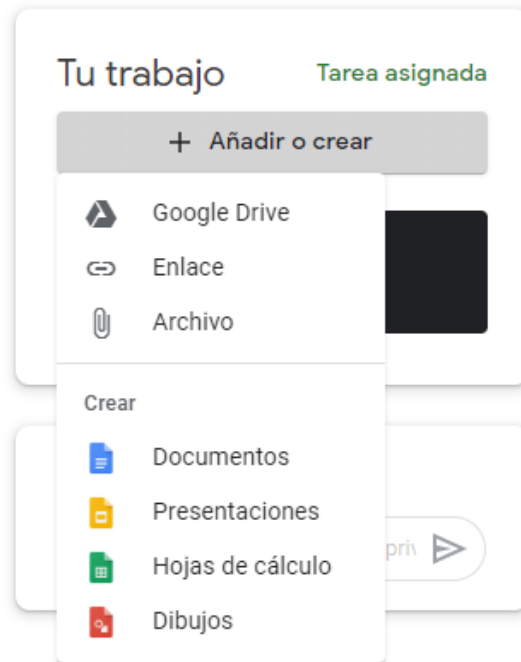 Tu trabajo
Tarea asignada
+ Añadir o crear
Google Drive
Enlace
Archivo
Crear
Documentos
Presentaciones
Hojas de cálculo
Dibujos